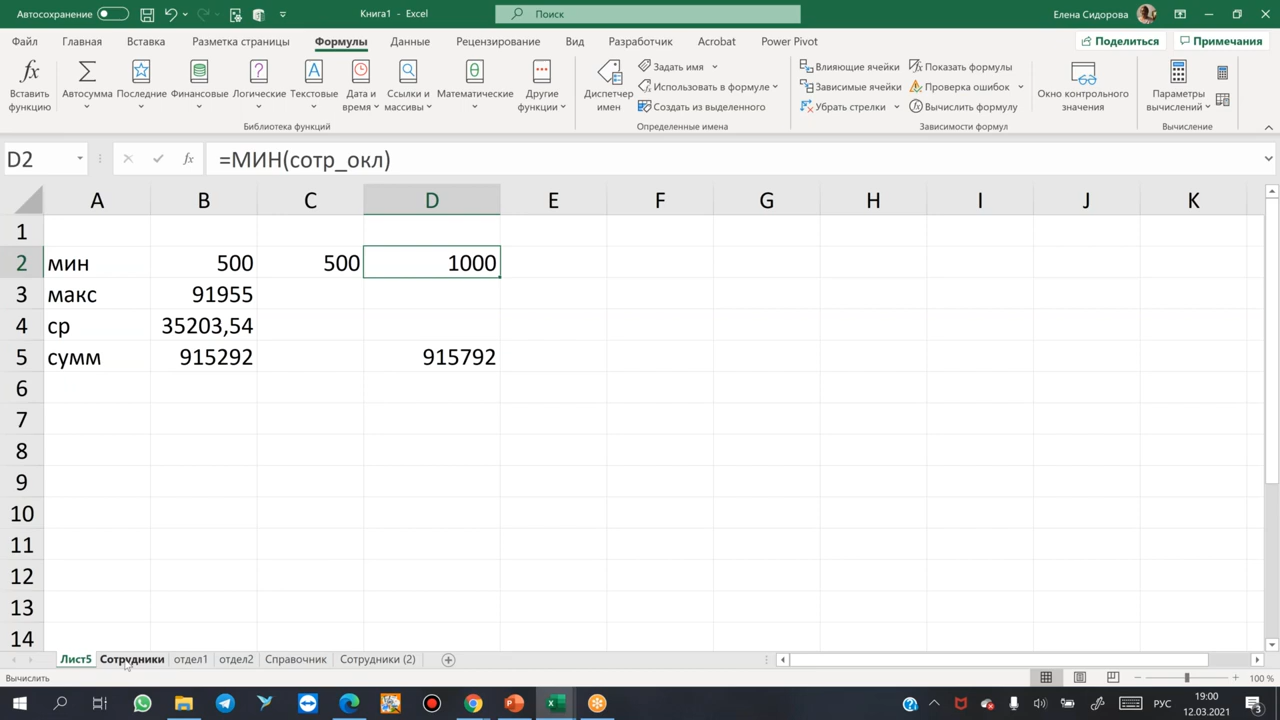 Автосохранение
Книга1 - Excel
Поиск
Елена Сидорова
Файл Главная Вставка Разметка страницы Формулы Данные Рецензирование Вид Разработчик Acrobat Power Pivot
Поделиться Примечания
Вставить функцию
Автосумма
Последние
Финансовые
Логические
Текстовые
Дата и время
Ссылки и массивы
Математические
Другие функции
Библиотека функций
Диспетчер имен
Задать имя
Использовать в формуле
Создать из выделенного
Определенные имена
Влияющие ячейки
Зависимые ячейки
Убрать стрелки
Показать формулы
Проверка ошибок
Вычислить формулу
Зависимости формул
Окно контрольного значения
Параметры вычислений
Вычисление
D2
fx
=МИН(сотр_окл)
A B C D E F G H I J K
1
2 мин 500 500 1000
3 макс 91955
4 ср 35203,54
5 сумм 915292 915792
6
7
8
9
10
11
12
13
14
Лист5 Сотрудники отдел1 отдел2 Справочник Сотрудники (2)
Вычислить
100 %
РУС
19:00
12.03.2021
3